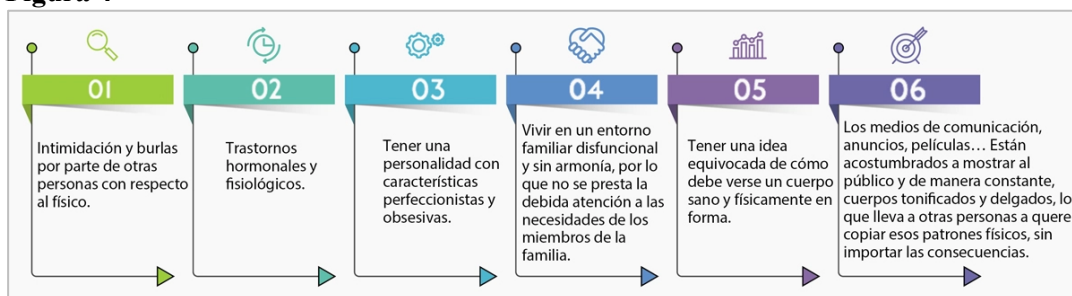 01
Intimidación y burlas
por parte de otras
personas con respecto
al físico.
02
Trastornos
hormonales y
fisiológicos.
03
Tener una
personalidad con
características
perfeccionistas y
obsesivas.
04
Vivir en un entorno
familiar disfuncional
y sin armonía, por lo
que no se presta la
debida atención a las
necesidades de los
miembros de la
familia.
05
Tener una idea
equivocada de cómo
debe verse un cuerpo
sano y físicamente en
forma.
06
Los medios de comunicación,
anuncios, películas… Están
acostumbrados a mostrar al
público y de manera constante,
cuerpos tonificados y delgados, lo
que lleva a otras personas a quere
copiar esos patrones físicos, sin
importar las consecuencias.